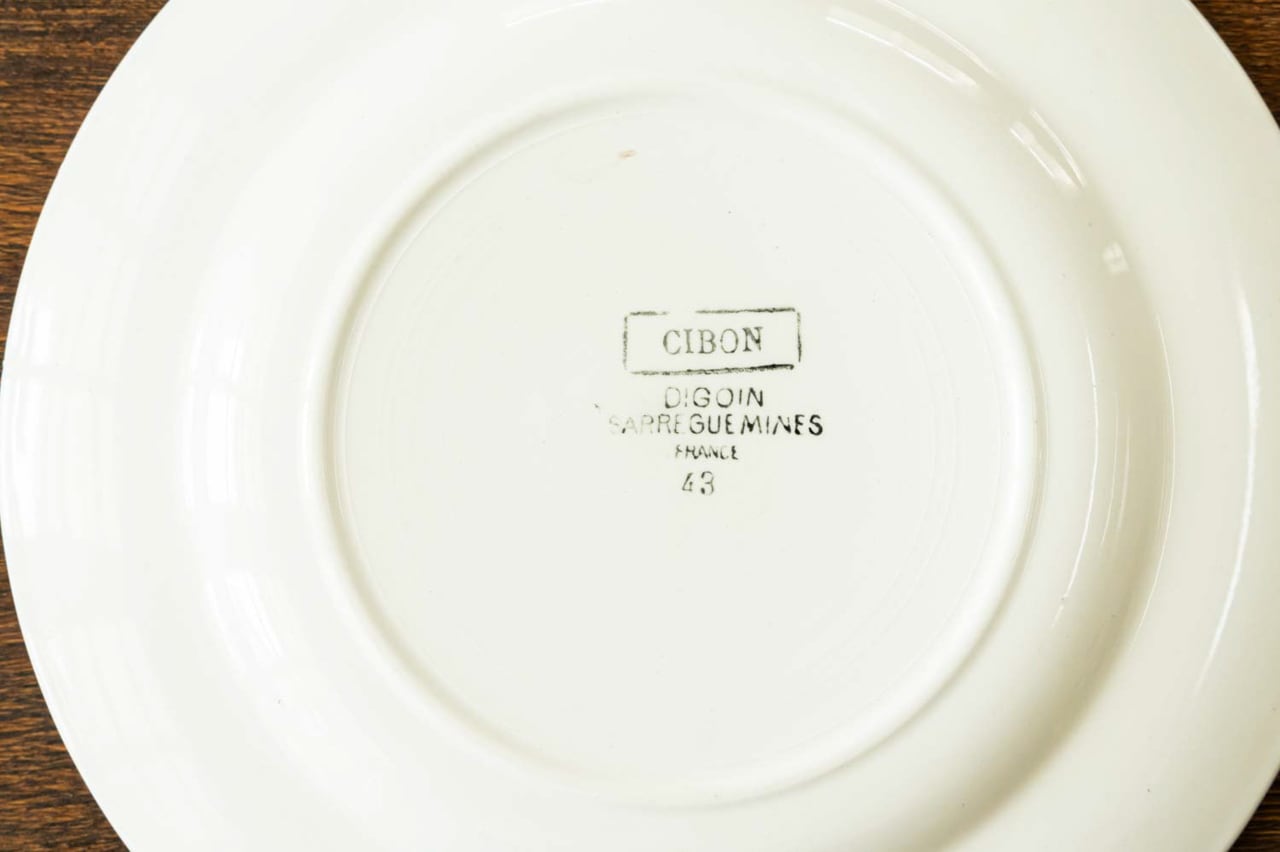 CIBON
DIGOIN
SARREGUEMINES
FRANCE
43